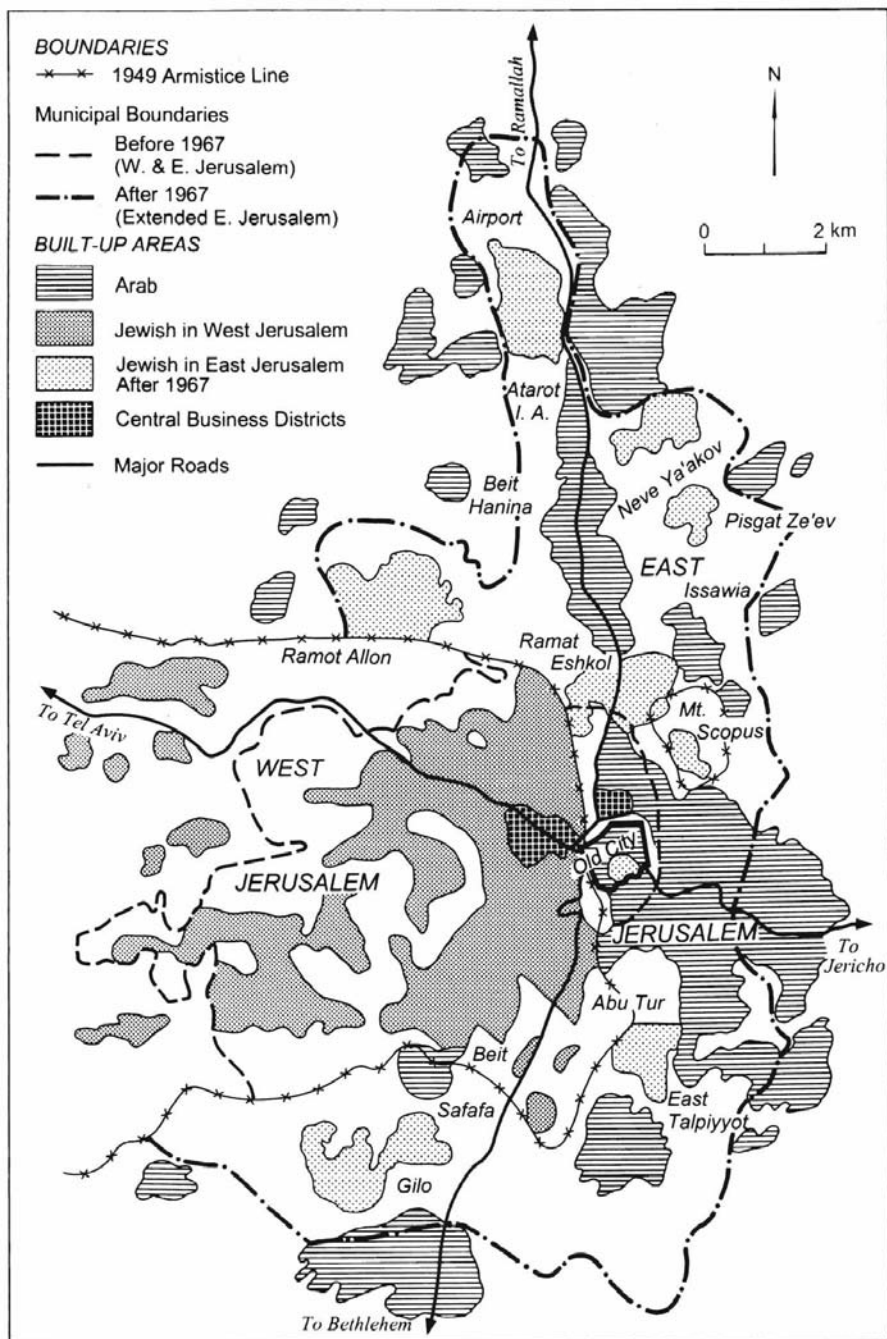 BOUNDARIES
1949 Armistice Line
Municipal Boundaries
Before 1967
(W. & E. Jerusalem)
After 1967
(Extended E. Jerusalem)
BUILT-UP AREAS
Arab
Jewish in West Jerusalem
Jewish in East Jerusalem
After 1967
Central Business Districts
Major Roads
To Ramallah
N
0 2 km
Airport
Atarot
I. A.
Beit
Hanina
Neve Ya'akov
Pisgat Ze'ev
EAST
Issawia
Ramot Allon
Ramat
Eshkol
Mt.
Scopus
To Tel Aviv
WEST
Old City
JERUSALEM
JERUSALEM
To
Jericho
Abu Tur
Beit
Safafa
East
Talpiyyot
Gilo
To Bethlehem